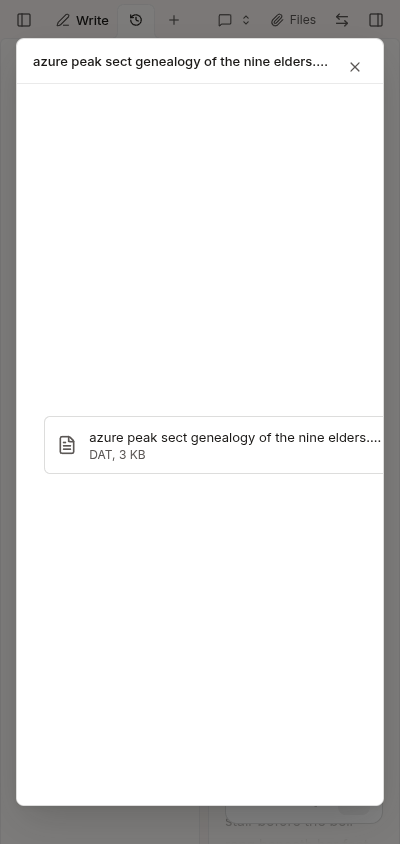 Write
Files
azure peak sect genealogy of the nine elders....
azure peak sect genealogy of the nine elders....
DAT, 3 KB